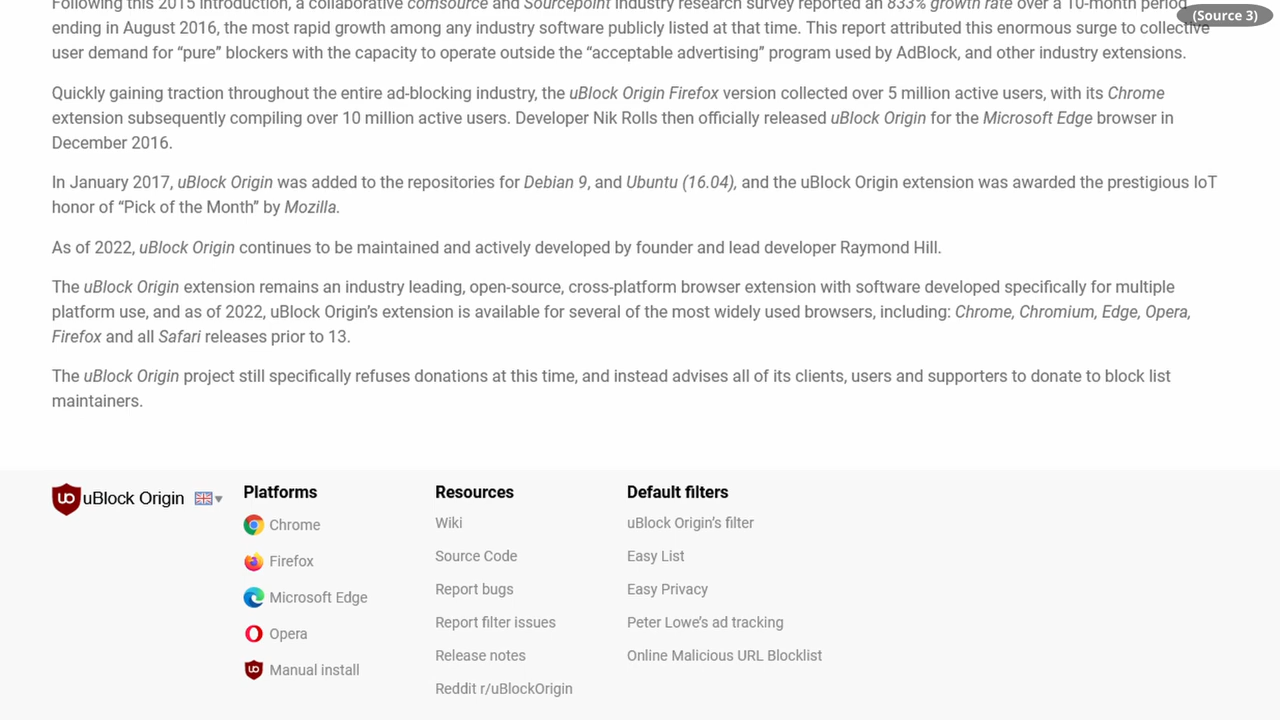 Following this 2015 introduction, a collaborative comsource and Sourcepoint industry research survey reported an 833% growth rate over a 10-month period
(Source 3)
ending in August 2016, the most rapid growth among any industry software publicly listed at that time. This report attributed this enormous surge to collective
user demand for “pure” blockers with the capacity to operate outside the “acceptable advertising” program used by AdBlock, and other industry extensions.
Quickly gaining traction throughout the entire ad-blocking industry, the uBlock Origin Firefox version collected over 5 million active users, with its Chrome
extension subsequently compiling over 10 million active users. Developer Nik Rolls then officially released uBlock Origin for the Microsoft Edge browser in
December 2016.
In January 2017, uBlock Origin was added to the repositories for Debian 9, and Ubuntu (16.04), and the uBlock Origin extension was awarded the prestigious IoT
honor of “Pick of the Month” by Mozilla.
As of 2022, uBlock Origin continues to be maintained and actively developed by founder and lead developer Raymond Hill.
The uBlock Origin extension remains an industry leading, open-source, cross-platform browser extension with software developed specifically for multiple
platform use, and as of 2022, uBlock Origin’s extension is available for several of the most widely used browsers, including: Chrome, Chromium, Edge, Opera,
Firefox and all Safari releases prior to 13.
The uBlock Origin project still specifically refuses donations at this time, and instead advises all of its clients, users and supporters to donate to block list
maintainers.
uBlock Origin
Platforms
Chrome
Firefox
Microsoft Edge
Opera
Manual install
Resources
Wiki
Source Code
Report bugs
Report filter issues
Release notes
Reddit r/uBlockOrigin
Default filters
uBlock Origin’s filter
Easy List
Easy Privacy
Peter Lowe’s ad tracking
Online Malicious URL Blocklist